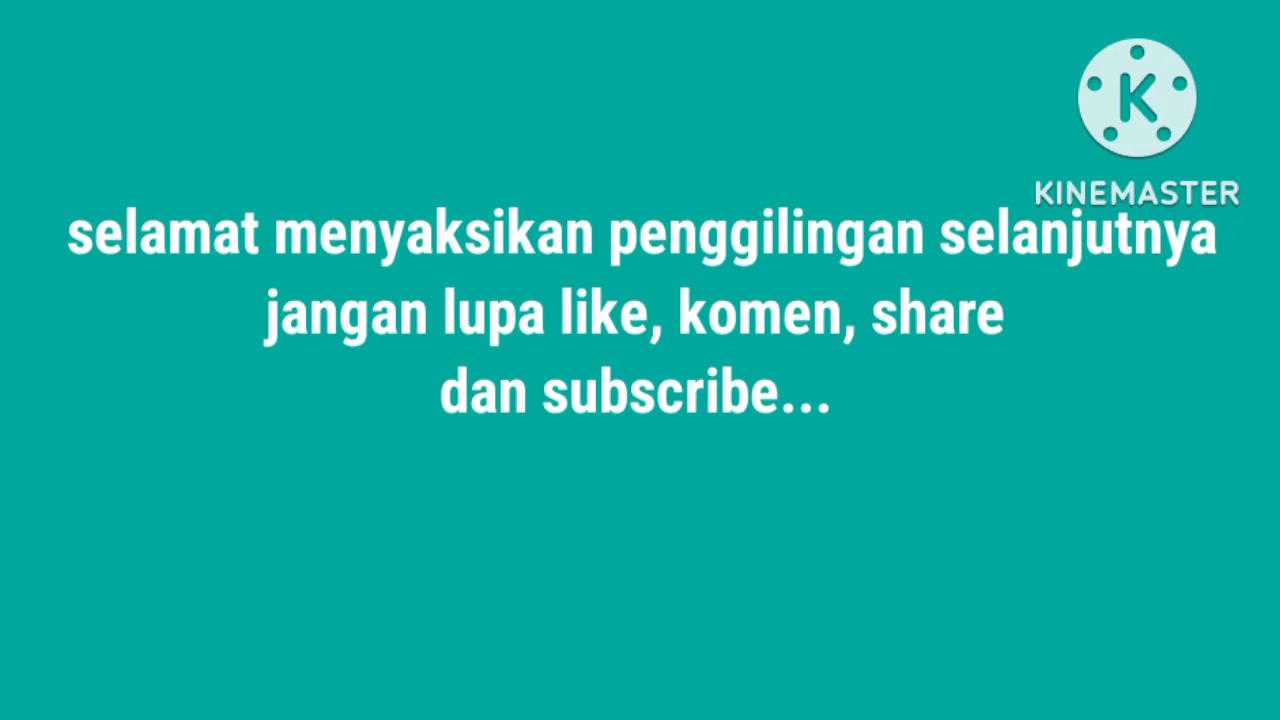 K
KINEMASTER
selamat menyaksikan penggilingan selanjutnya
jangan lupa like, komen, share
dan subscribe...